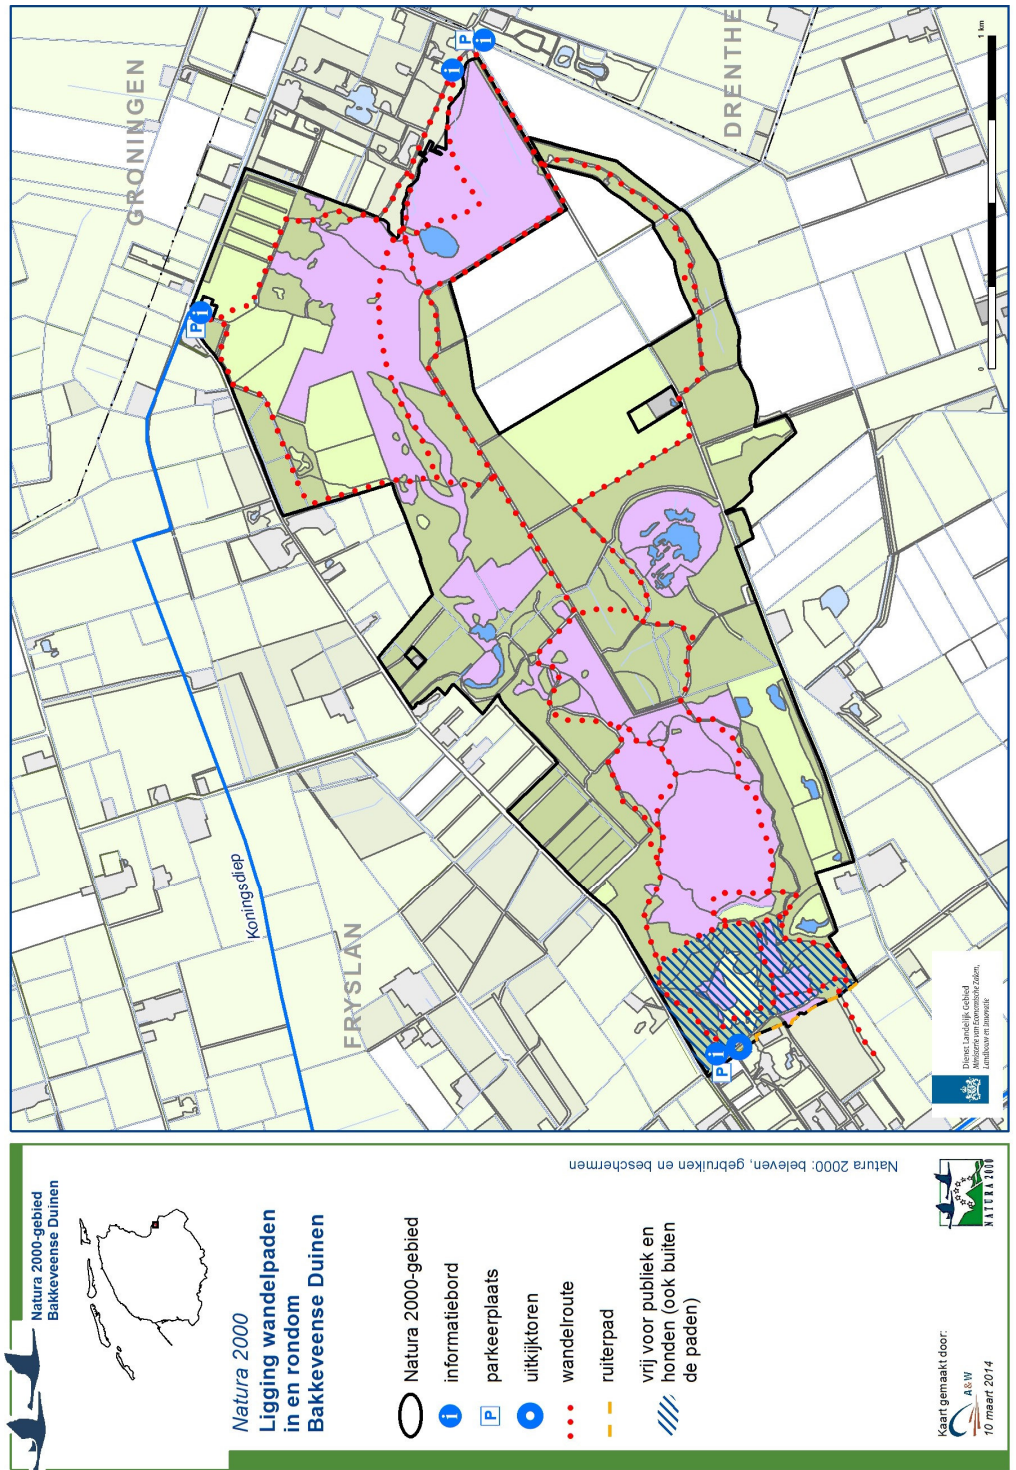 Natura 2000-gebied
Bakkeveense Duinen
Natura 2000
Ligging wandelpaden
in en rondom
Bakkeveense Duinen
Natura 2000-gebied
i
informatiebord
P
parkeerplaats
uitkijktoren
wandelroute
ruiterpad
vrij voor publiek en
honden (ook buiten
de paden)
Natura 2000: beleven, gebruiken en beschermen
Kaart gemaakt door:
A&W
10 maart 2014
NATURA 2000
GRONINGEN
DRENTHE
FRYSLAN
Koningsdiep
P
i
P
i
i
P
i
0
1 km
Dienst Landelijk Gebied
Ministerie van Economische Zaken,
Landbouw en Innovatie